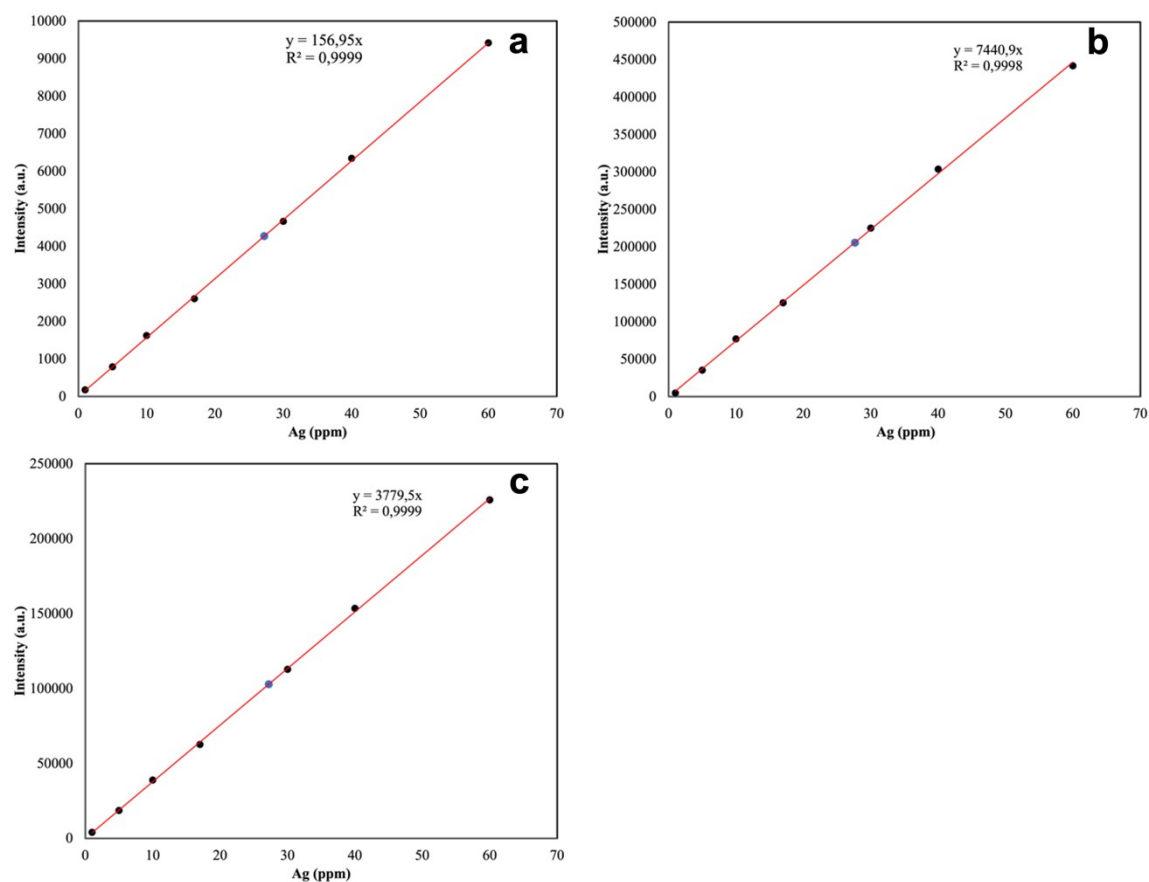 a
y = 156,95x
R² = 0,9999
10000
9000
8000
7000
6000
5000
4000
3000
2000
1000
0
Intensity (a.u.)
0 10 20 30 40 50 60 70
Ag (ppm)
b
y = 7440,9x
R² = 0,9998
500000
450000
400000
350000
300000
250000
200000
150000
100000
50000
0
Intensity (a.u.)
0 10 20 30 40 50 60 70
Ag (ppm)
c
y = 3779,5x
R² = 0,9999
250000
200000
150000
100000
50000
0
Intensity (a.u.)
0 10 20 30 40 50 60 70
Ag (ppm)